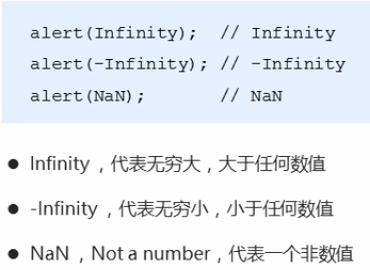 alert(Infinity);  // Infinity
alert(-Infinity); // -Infinity
alert(NaN);       // NaN
● Infinity ，代表无穷大，大于任何数值
● -Infinity ，代表无穷小，小于任何数值
● NaN ，Not a number，代表一个非数值